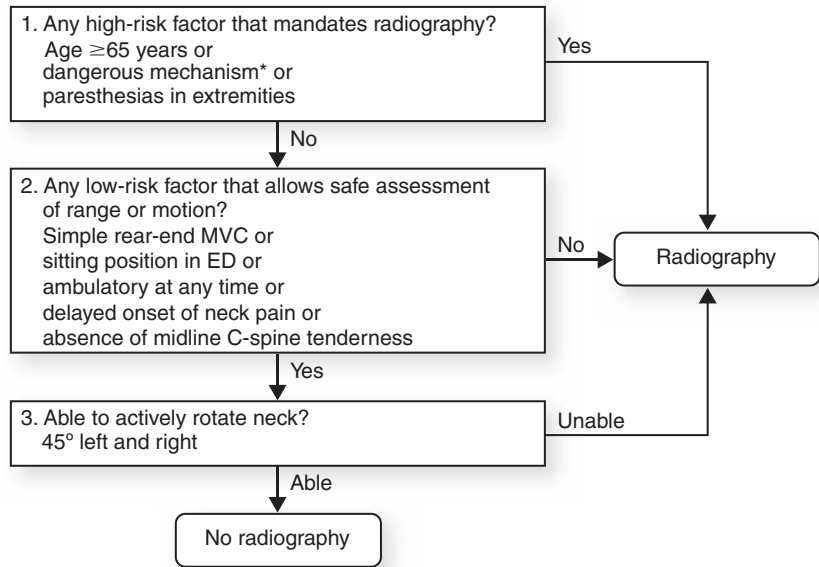 1. Any high-risk factor that mandates radiography?
Age ≥65 years or
dangerous mechanism* or
paresthesias in extremities
Yes
No
2. Any low-risk factor that allows safe assessment
of range or motion?
Simple rear-end MVC or
sitting position in ED or
ambulatory at any time or
delayed onset of neck pain or
absence of midline C-spine tenderness
No
Radiography
Yes
3. Able to actively rotate neck?
45º left and right
Unable
Able
No radiography